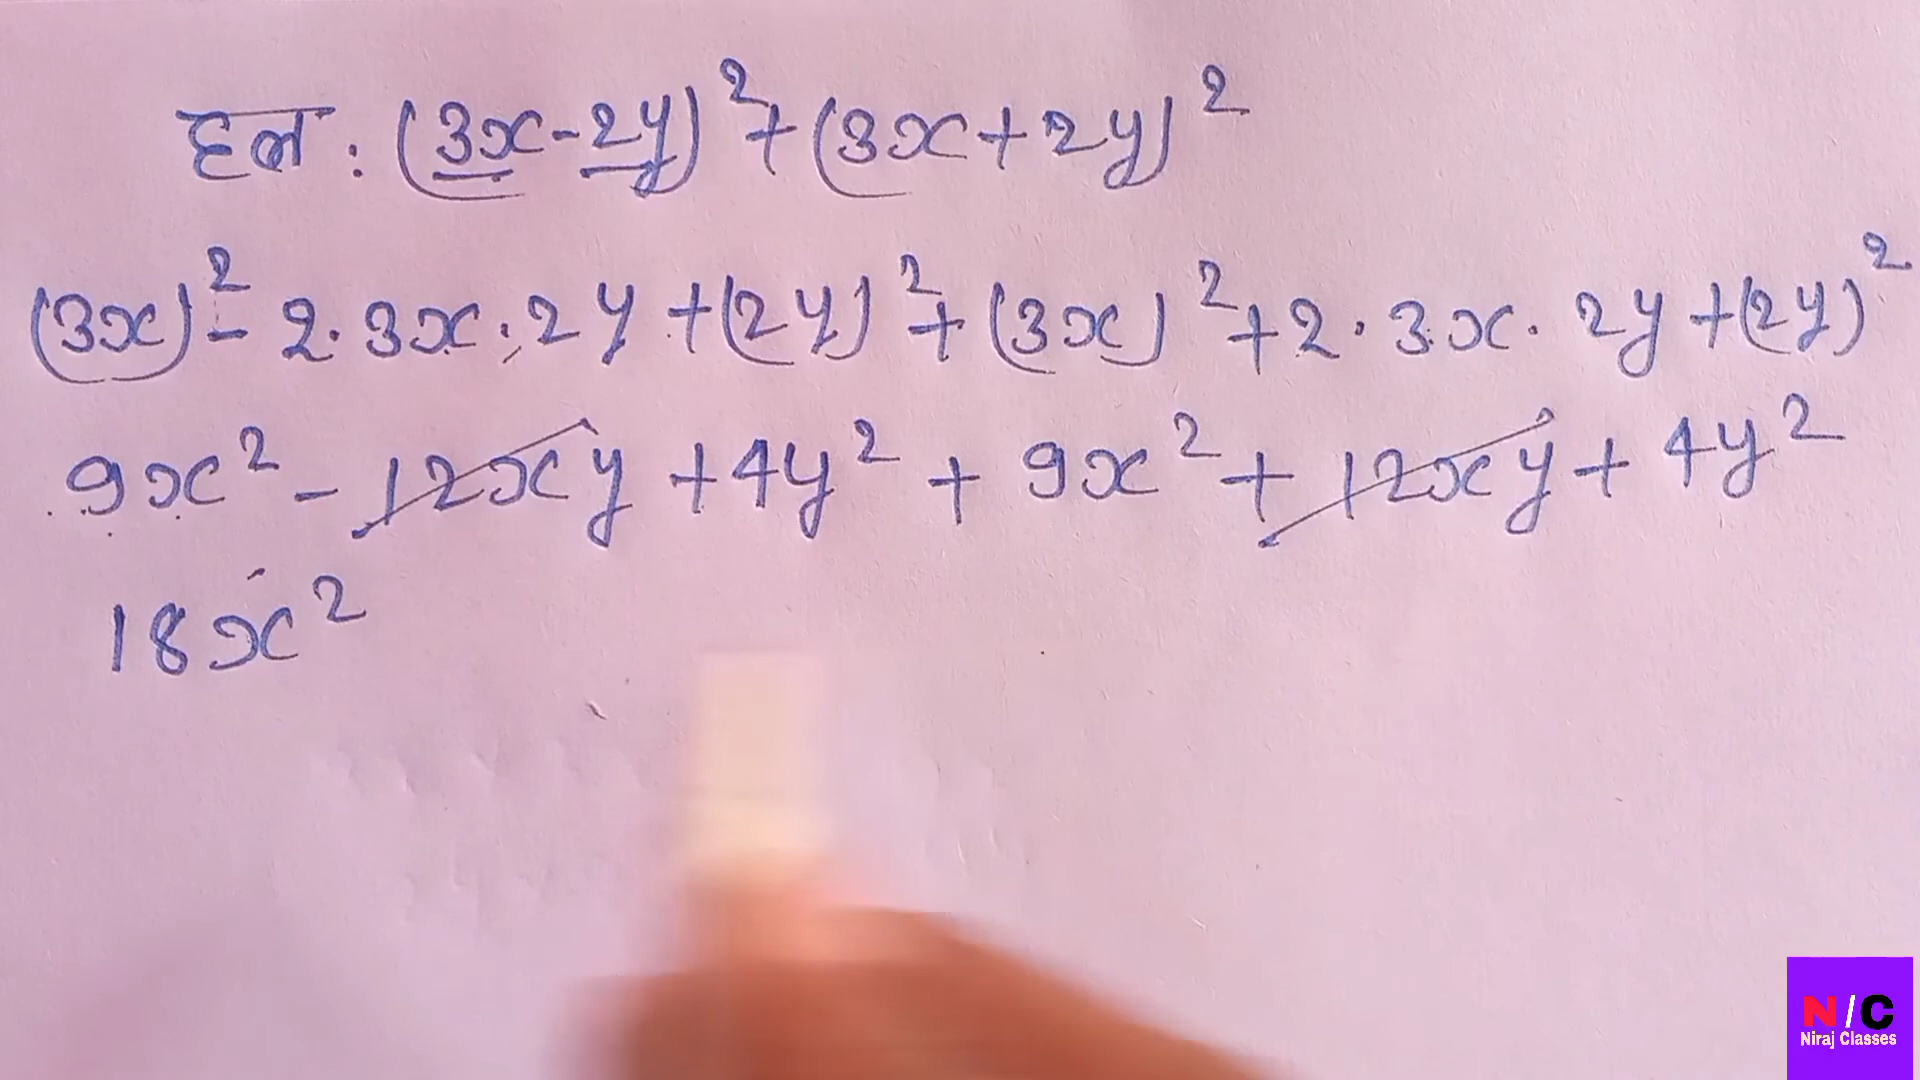 हल : (3x-2y)²+(3x+2y)²
(3x)²- 2·3x·2y+(2y)²+(3x)²+2·3x·2y+(2y)²
9x²-12xy+4y²+9x²+12xy+4y²
18x²
N/C
Niraj Classes